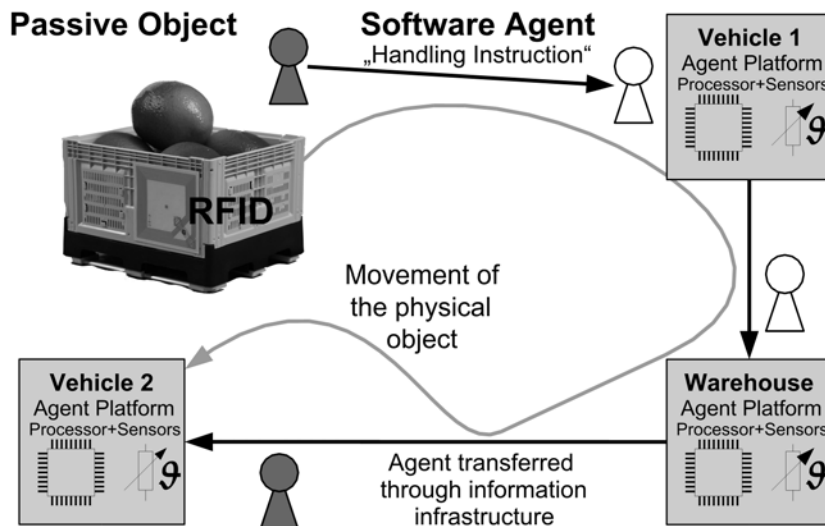 Passive Object
Software Agent
„Handling Instruction“
Vehicle 1
Agent Platform
Processor+Sensors
ϑ
RFID
Movement of
the physical
object
Vehicle 2
Agent Platform
Processor+Sensors
ϑ
Warehouse
Agent Platform
Processor+Sensors
ϑ
Agent transferred
through information
infrastructure